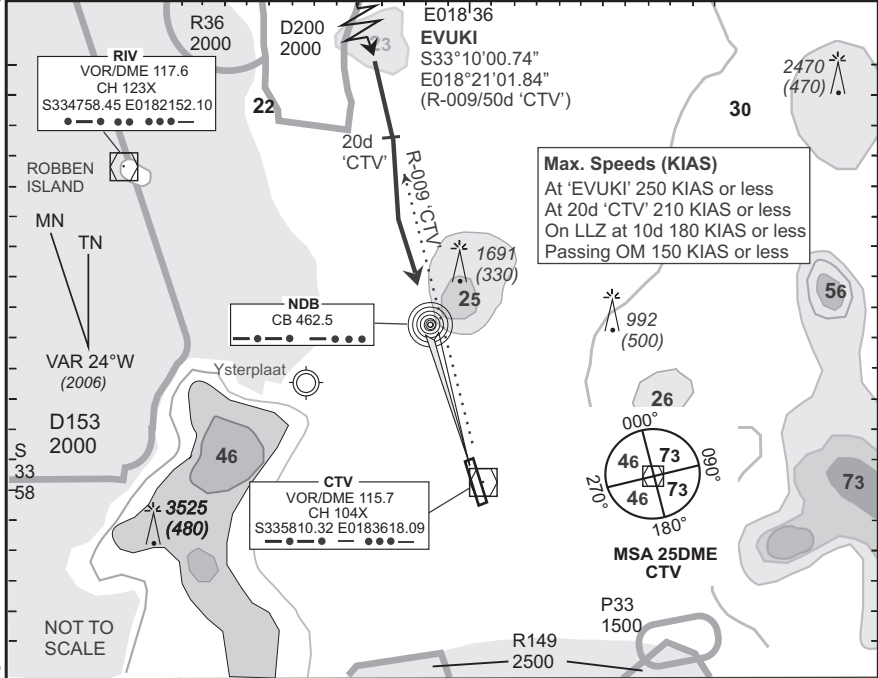 R36
2000
D200
2000
23
E018 36
EVUKI
S33°10’00.74”
E018°21’01.84”
(R-009/50d ‘CTV’)
2470
(470)
RIV
VOR/DME 117.6
CH 123X
S334758.45 E0182152.10
22
30
20d
‘CTV’
R-009 ‘CTV’
ROBBEN
ISLAND
Max. Speeds (KIAS)
At ‘EVUKI’ 250 KIAS or less
At 20d ‘CTV’ 210 KIAS or less
On LLZ at 10d 180 KIAS or less
Passing OM 150 KIAS or less
MN
TN
1691
(330)
25
56
NDB
CB 462.5
992
(500)
VAR 24°W
(2006)
Ysterplaat
26
D153
2000
000°
46
73
090°
270°
46
73
180°
46
73
S
33
58
CTV
VOR/DME 115.7
CH 104X
S335810.32 E0183618.09
3525
(480)
MSA 25DME
CTV
P33
1500
NOT TO
SCALE
R149
2500